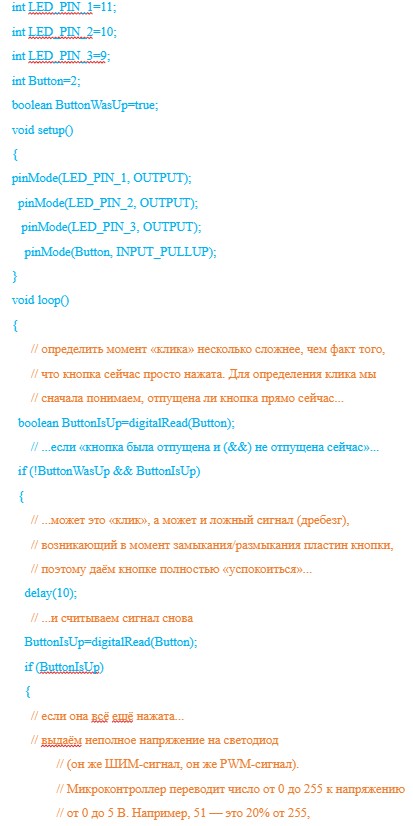 int LED_PIN_1=11;
int LED_PIN_2=10;
int LED_PIN_3=9;
int Button=2;
boolean ButtonWasUp=true;
void setup()
{
pinMode(LED_PIN_1, OUTPUT);
pinMode(LED_PIN_2, OUTPUT);
pinMode(LED_PIN_3, OUTPUT);
pinMode(Button, INPUT_PULLUP);
}
void loop()
{
// определить момент «клика» несколько сложнее, чем факт того,
// что кнопка сейчас просто нажата. Для определения клика мы
// сначала понимаем, отпущена ли кнопка прямо сейчас...
boolean ButtonIsUp=digitalRead(Button);
// ...если «кнопка была отпущена и (&&) не отпущена сейчас»...
if (!ButtonWasUp && ButtonIsUp)
{
// ...может это «клик», а может и ложный сигнал (дребезг),
// возникающий в момент замыкания/размыкания пластин кнопки,
// поэтому даём кнопке полностью «успокоиться»...
delay(10);
// ...и считываем сигнал снова
ButtonIsUp=digitalRead(Button);
if (ButtonIsUp)
{
// если она всё ещё нажата...
// выдаём неполное напряжение на светодиод
// (он же ШИМ-сигнал, он же PWM-сигнал).
// Микроконтроллер переводит число от 0 до 255 к напряжению
// от 0 до 5 В. Например, 51 — это 20% от 255,